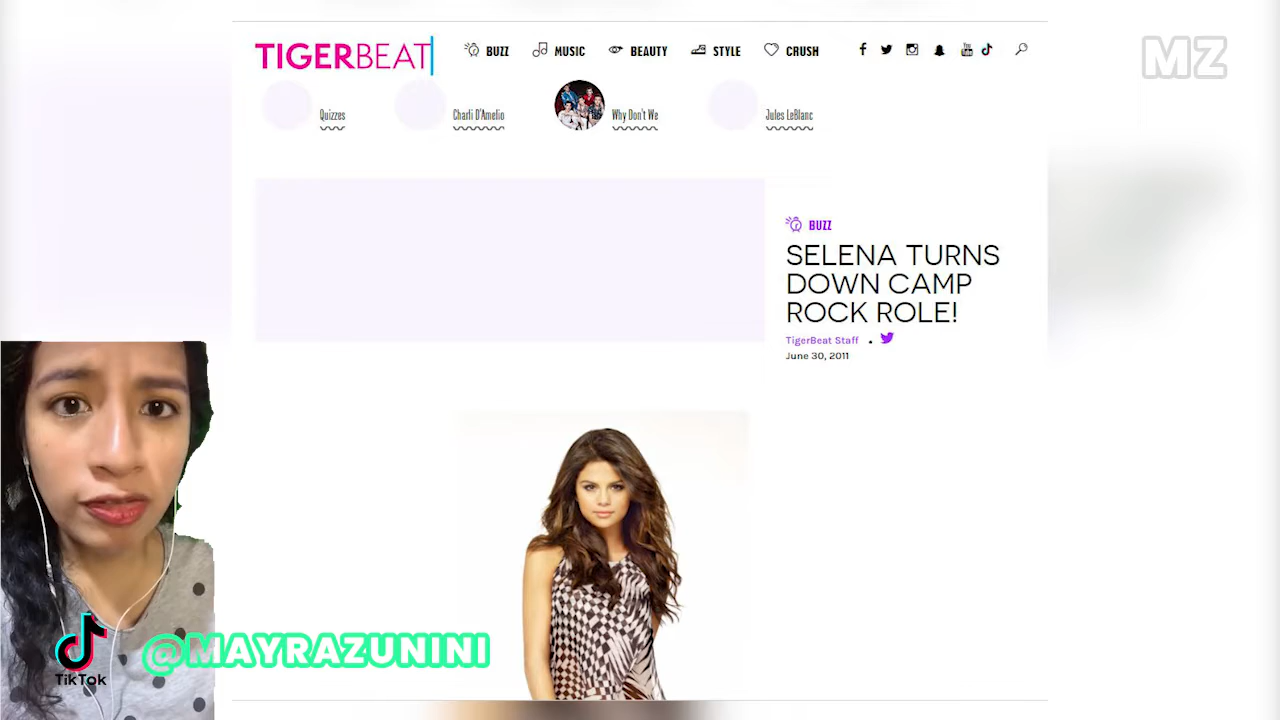 TIGERBEAT
BUZZ MUSIC BEAUTY STYLE CRUSH
MZ
Quizzes Charli D'Amelio Why Don't We Jules LeBlanc
BUZZ
SELENA TURNS
DOWN CAMP
ROCK ROLE!
TigerBeat Staff
June 30, 2011
TikTok
@MAYRAZUNINI